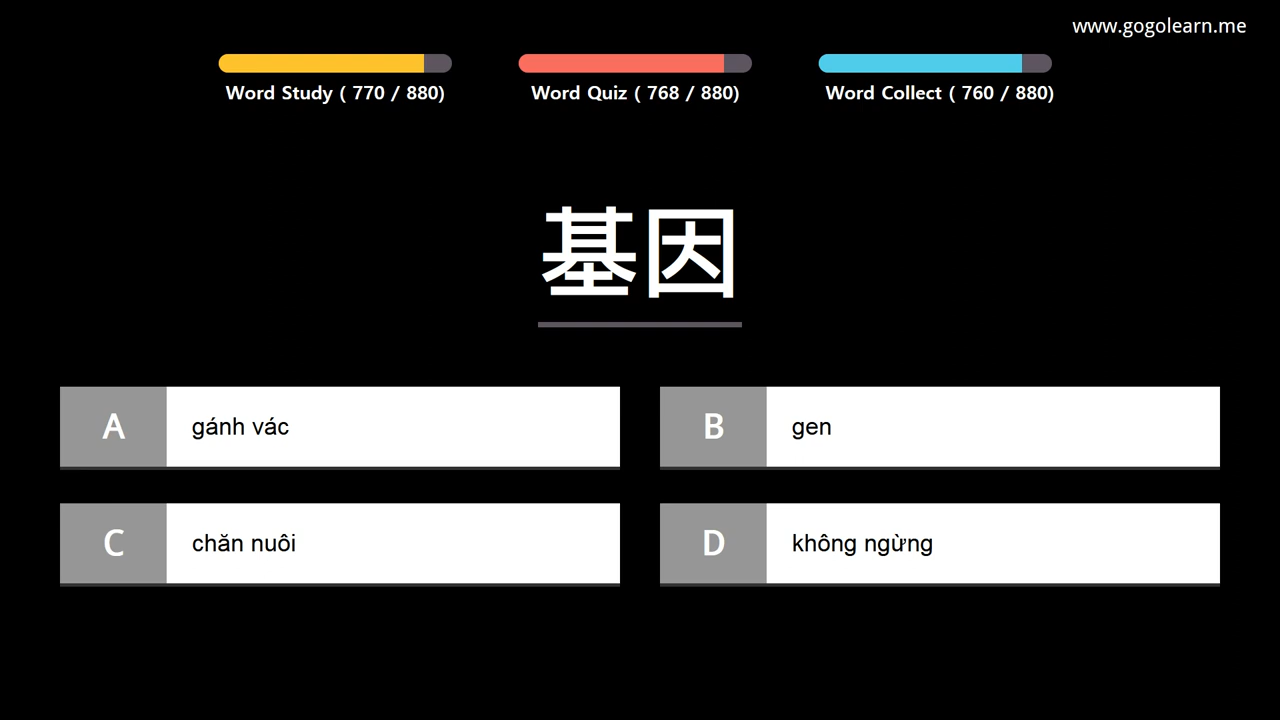 www.gogolearn.me
Word Study ( 770 / 880)
Word Quiz ( 768 / 880)
Word Collect ( 760 / 880)
基因
A gánh vác
B gen
C chăn nuôi
D không ngừng